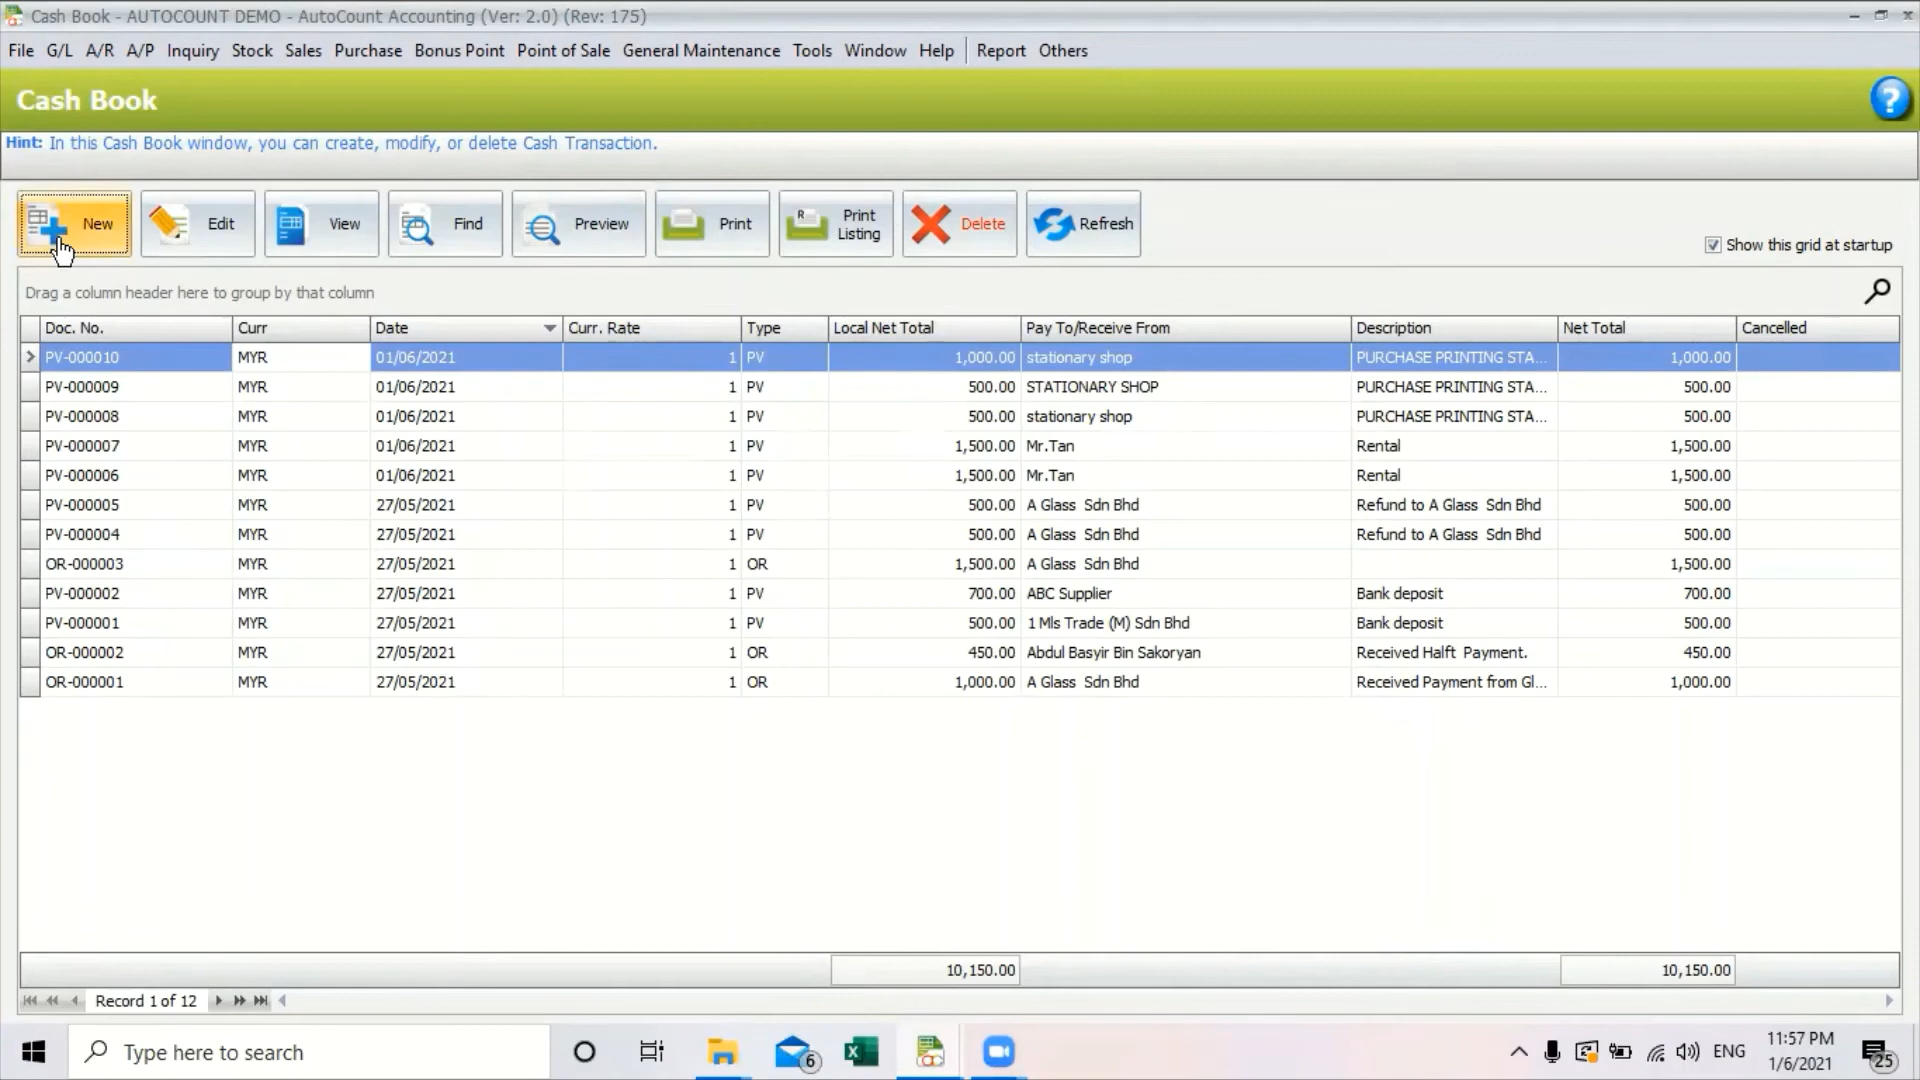 Cash Book - AUTOCOUNT DEMO - AutoCount Accounting (Ver: 2.0) (Rev: 175)
File G/L A/R A/P Inquiry Stock Sales Purchase Bonus Point Point of Sale General Maintenance Tools Window Help Report Others
Cash Book
?
Hint: In this Cash Book window, you can create, modify, or delete Cash Transaction.
New Edit View Find Preview Print R Print Listing Delete Refresh
Show this grid at startup
Drag a column header here to group by that column
Doc. No. Curr Date Curr. Rate Type Local Net Total Pay To/Receive From Description Net Total Cancelled
PV-000010 MYR 01/06/2021 1 PV 1,000.00 stationary shop PURCHASE PRINTING STA... 1,000.00
PV-000009 MYR 01/06/2021 1 PV 500.00 STATIONARY SHOP PURCHASE PRINTING STA... 500.00
PV-000008 MYR 01/06/2021 1 PV 500.00 stationary shop PURCHASE PRINTING STA... 500.00
PV-000007 MYR 01/06/2021 1 PV 1,500.00 Mr.Tan Rental 1,500.00
PV-000006 MYR 01/06/2021 1 PV 1,500.00 Mr.Tan Rental 1,500.00
PV-000005 MYR 27/05/2021 1 PV 500.00 A Glass Sdn Bhd Refund to A Glass Sdn Bhd 500.00
PV-000004 MYR 27/05/2021 1 PV 500.00 A Glass Sdn Bhd Refund to A Glass Sdn Bhd 500.00
OR-000003 MYR 27/05/2021 1 OR 1,500.00 A Glass Sdn Bhd 1,500.00
PV-000002 MYR 27/05/2021 1 PV 700.00 ABC Supplier Bank deposit 700.00
PV-000001 MYR 27/05/2021 1 PV 500.00 1 Mls Trade (M) Sdn Bhd Bank deposit 500.00
OR-000002 MYR 27/05/2021 1 OR 450.00 Abdul Basyir Bin Sakoryan Received Halft Payment. 450.00
OR-000001 MYR 27/05/2021 1 OR 1,000.00 A Glass Sdn Bhd Received Payment from Gl... 1,000.00
10,150.00 10,150.00
Record 1 of 12
Type here to search 6 ENG 11:57 PM 25
1/6/2021